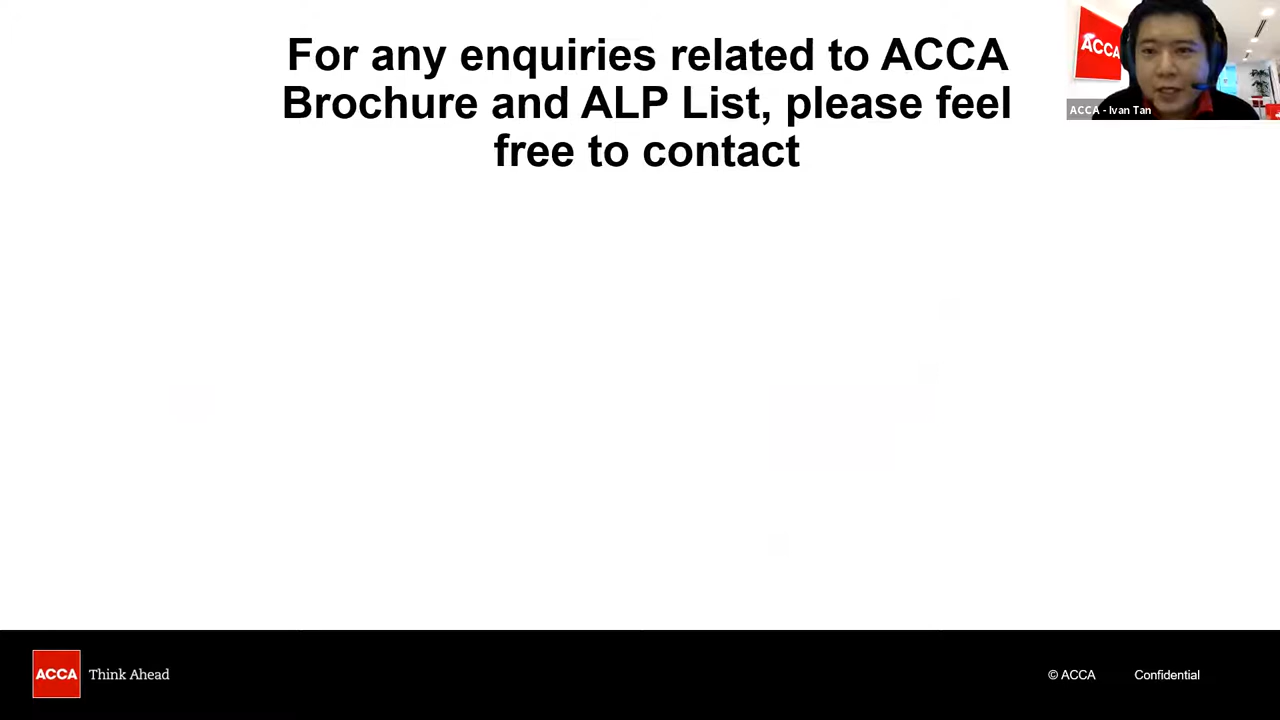 For any enquiries related to ACCA
Brochure and ALP List, please feel
free to contact
ACCA
ACCA - Ivan Tan
ACCA
Think Ahead
© ACCA
Confidential